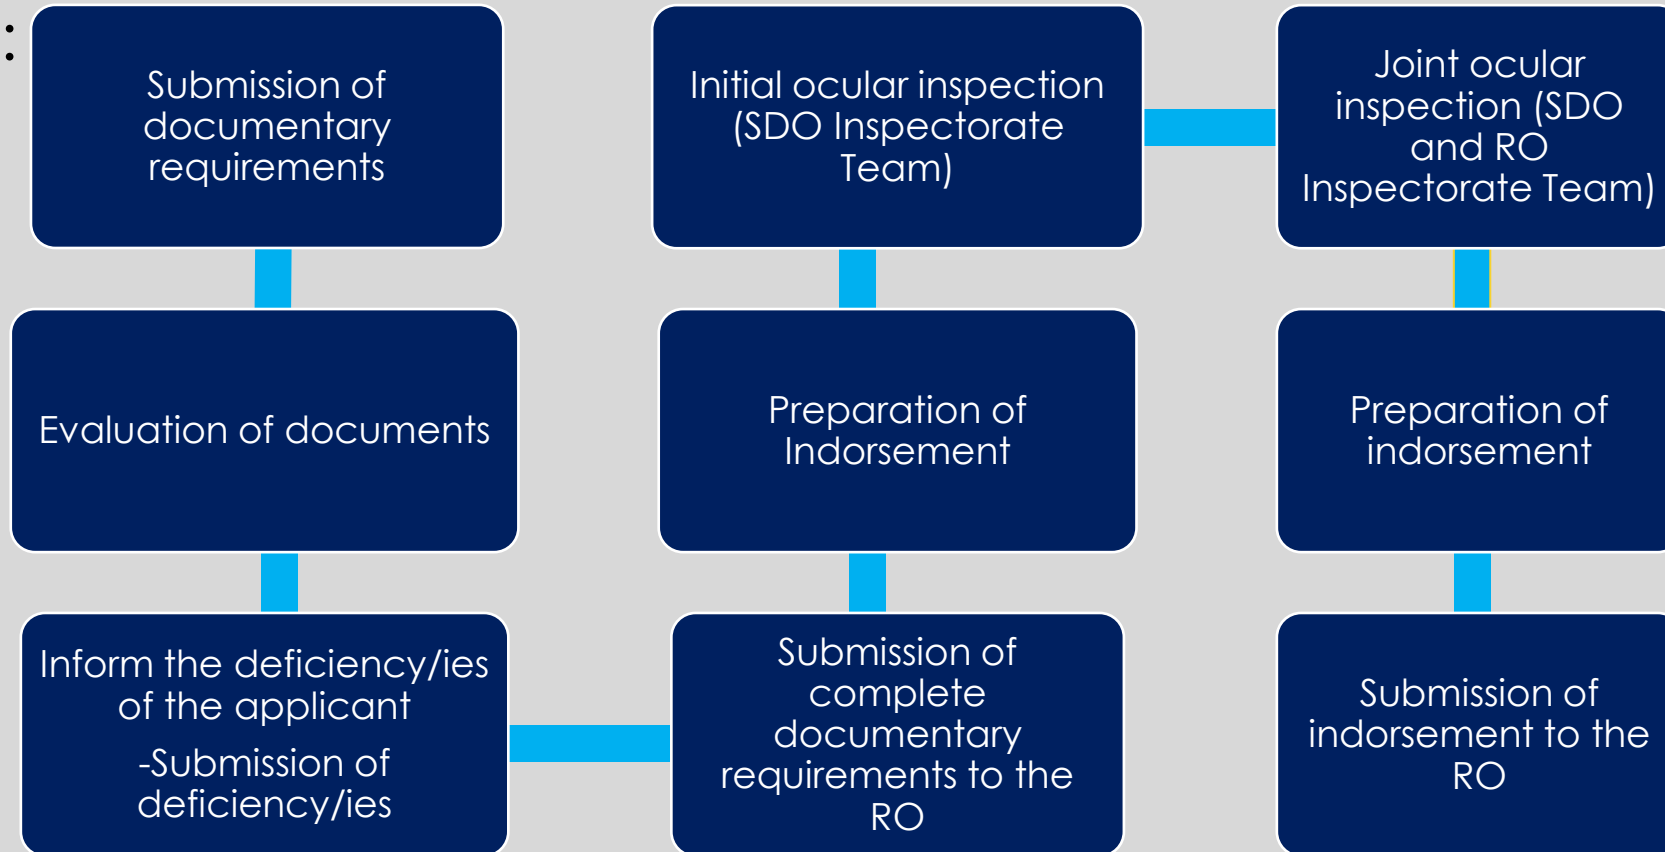 :
Submission of
documentary
requirements
Evaluation of documents
Inform the deficiency/ies
of the applicant
-Submission of
deficiency/ies
Submission of
complete
documentary
requirements to the
RO
Preparation of
Indorsement
Initial ocular inspection
(SDO Inspectorate
Team)
Joint ocular
inspection (SDO
and RO
Inspectorate Team)
Preparation of
indorsement
Submission of
indorsement to the
RO